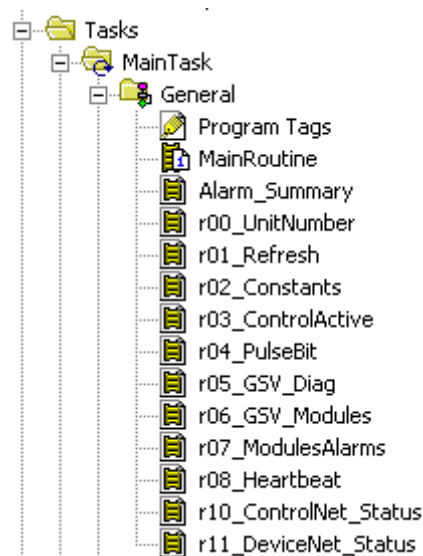 Tasks
MainTask
General
Program Tags
MainRoutine
Alarm_Summary
r00_UnitNumber
r01_Refresh
r02_Constants
r03_ControlActive
r04_PulseBit
r05_GSV_Diag
r06_GSV_Modules
r07_ModulesAlarms
r08_Heartbeat
r10_ControlNet_Status
r11_DeviceNet_Status